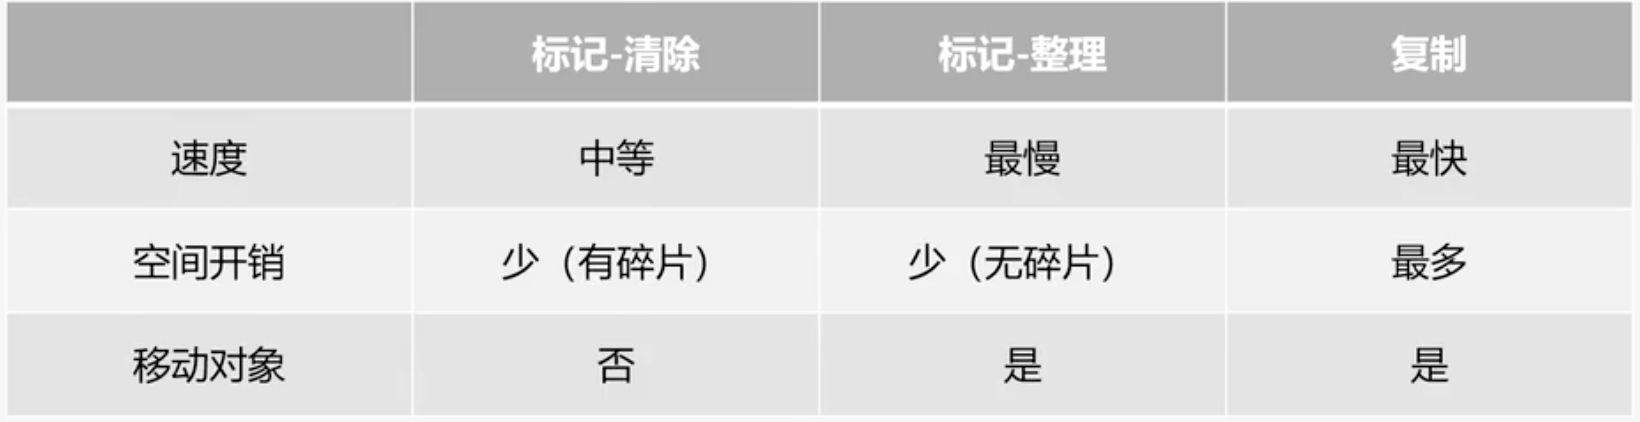 标记-清除 标记-整理 复制
速度 中等 最慢 最快
空间开销 少（有碎片） 少（无碎片） 最多
移动对象 否 是 是